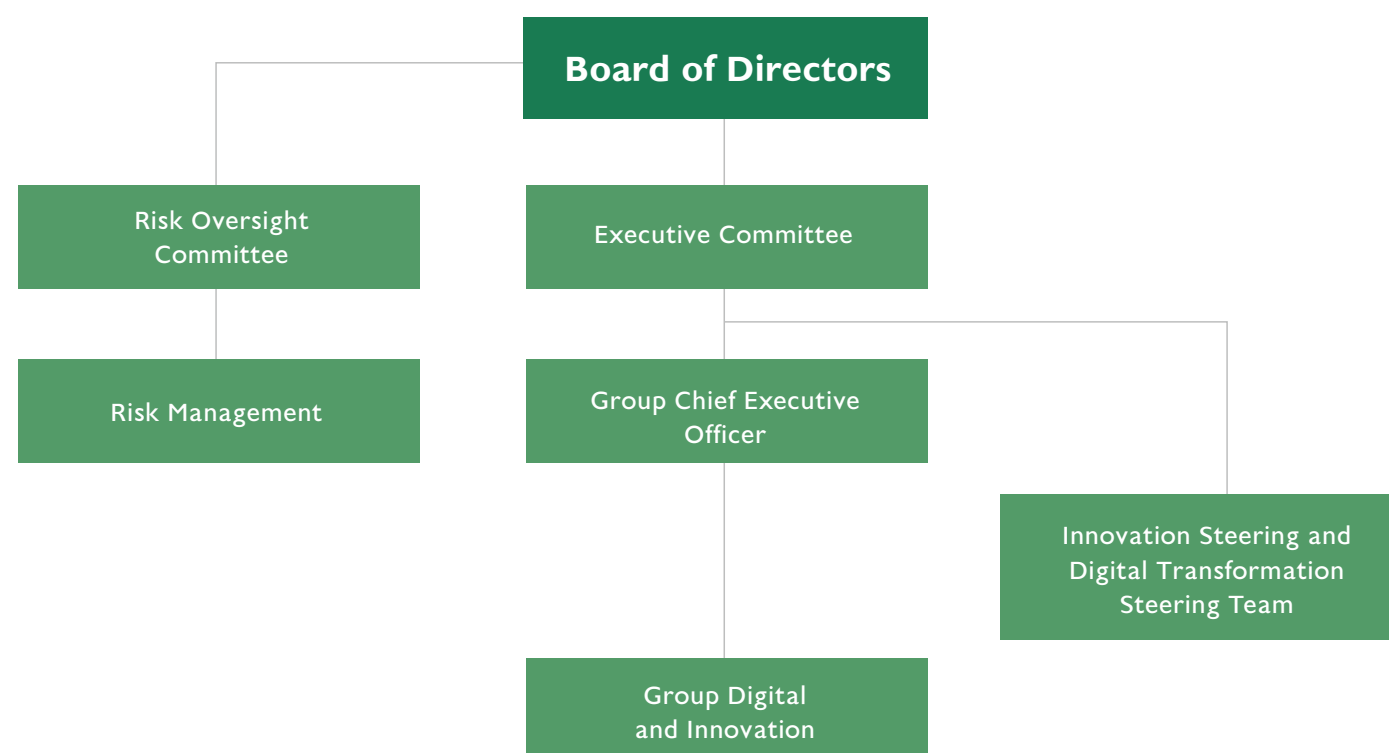 Board of Directors
Risk Oversight
Committee
Executive Committee
Risk Management
Group Chief Executive
Officer
Innovation Steering and
Digital Transformation
Steering Team
Group Digital
and Innovation